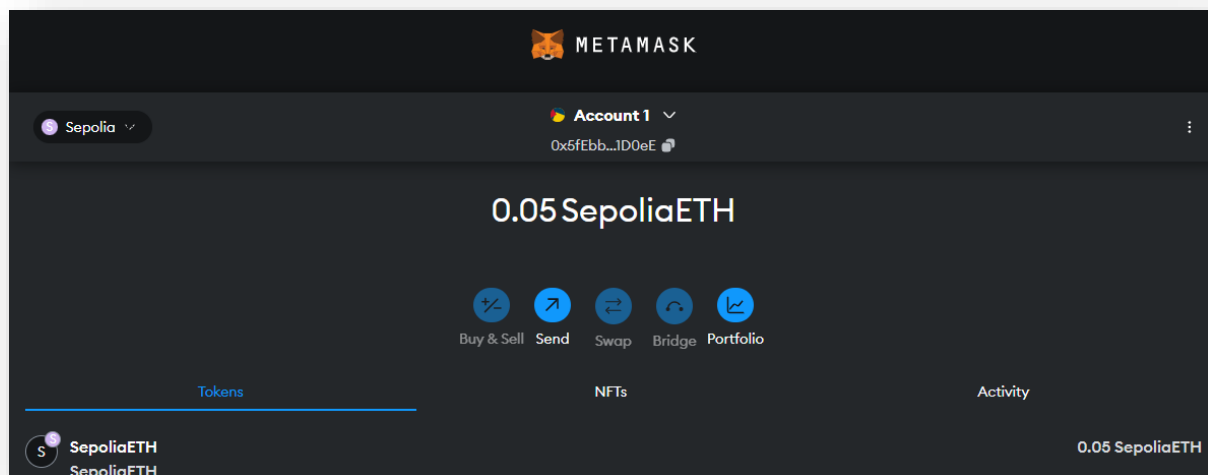 METAMASK
S Sepolia
Account 1
0x5fEbb...1D0eE
0.05 SepoliaETH
Buy & Sell Send Swap Bridge Portfolio
Tokens NFTs Activity
S
S SepoliaETH 0.05 SepoliaETH
SepoliaETH